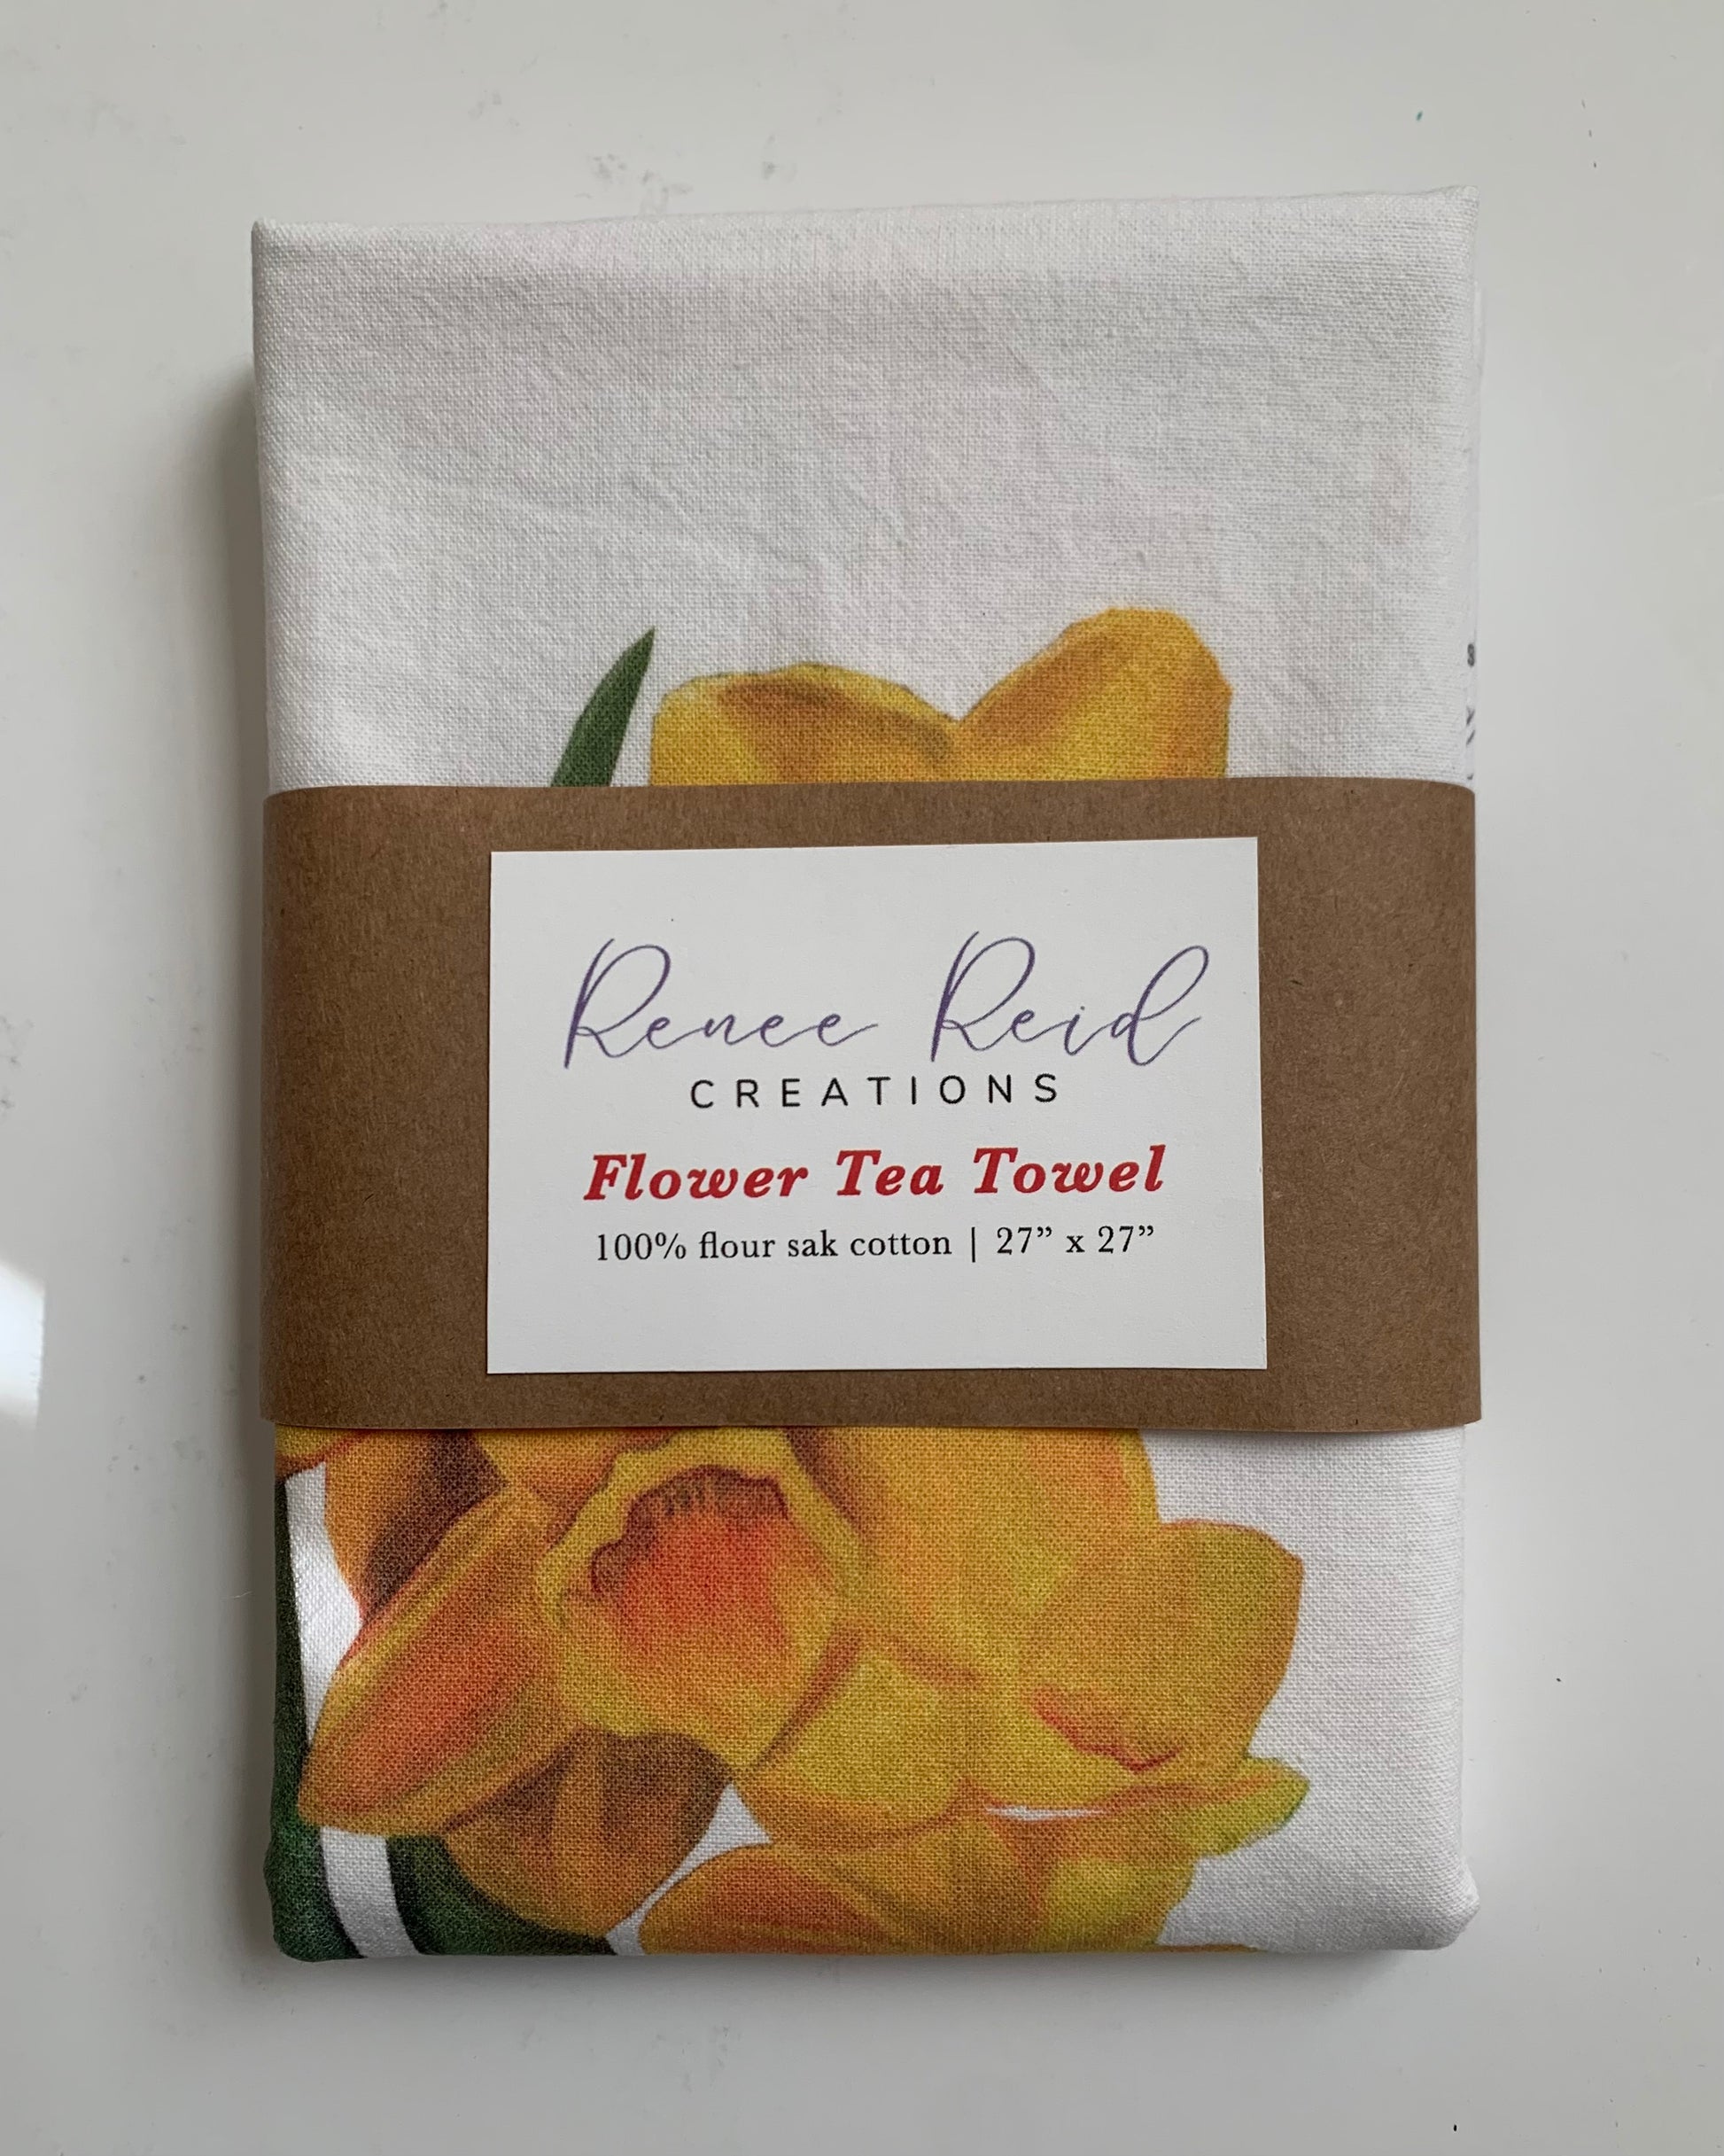 Renee Reid
CREATIONS
Flower Tea Towel
100% flour sak cotton | 27” x 27”